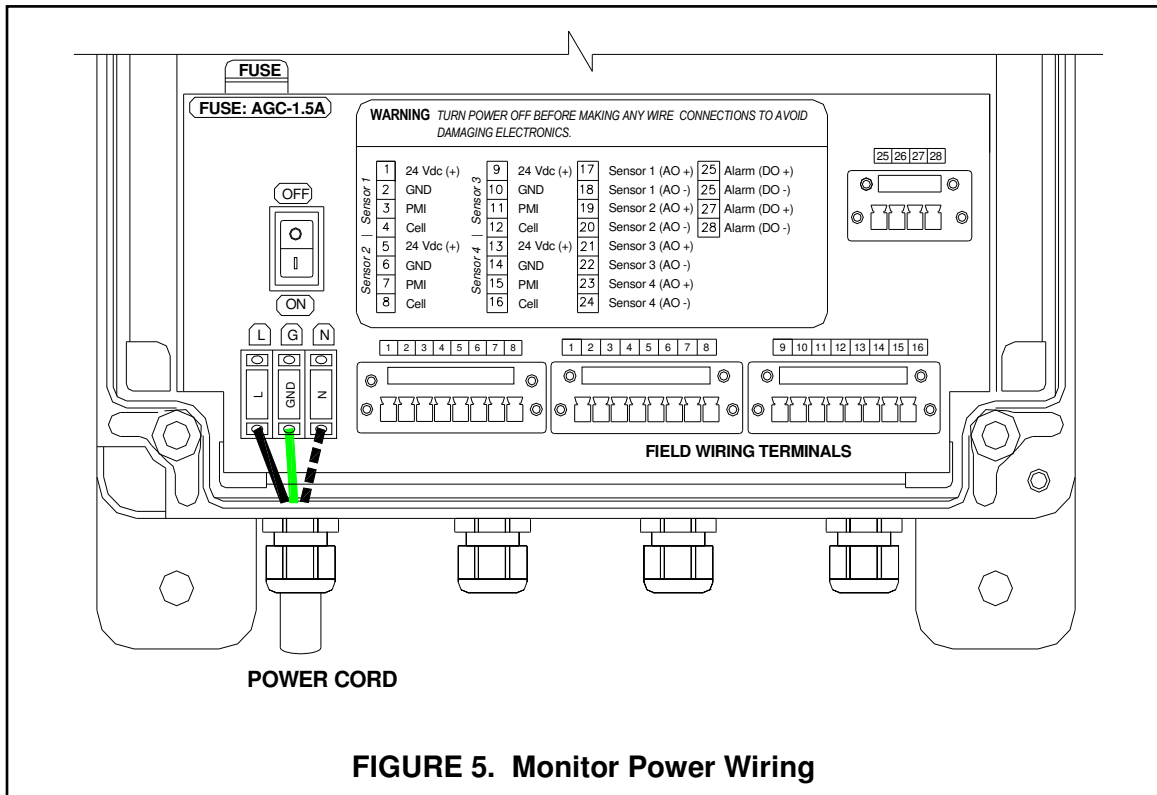 FUSE
FUSE: AGC-1.5A
WARNING TURN POWER OFF BEFORE MAKING ANY WIRE CONNECTIONS TO AVOID
DAMAGING ELECTRONICS.
Sensor 1 | Sensor 2
1 24 Vdc (+)
2 GND
3 PMI
4 Cell
5 24 Vdc (+)
6 GND
7 PMI
8 Cell
Sensor 3 | Sensor 4
9 24 Vdc (+)
10 GND
11 PMI
12 Cell
13 24 Vdc (+)
14 GND
15 PMI
16 Cell
17 Sensor 1 (AO +)
18 Sensor 1 (AO -)
19 Sensor 2 (AO +)
20 Sensor 2 (AO -)
21 Sensor 3 (AO +)
22 Sensor 3 (AO -)
23 Sensor 4 (AO +)
24 Sensor 4 (AO -)
25 Alarm (DO +)
25 Alarm (DO -)
27 Alarm (DO +)
28 Alarm (DO -)
25 26 27 28
OFF
O
I
ON
L G N
L GND N
1 2 3 4 5 6 7 8
1 2 3 4 5 6 7 8
9 10 11 12 13 14 15 16
FIELD WIRING TERMINALS
POWER CORD
FIGURE 5. Monitor Power Wiring